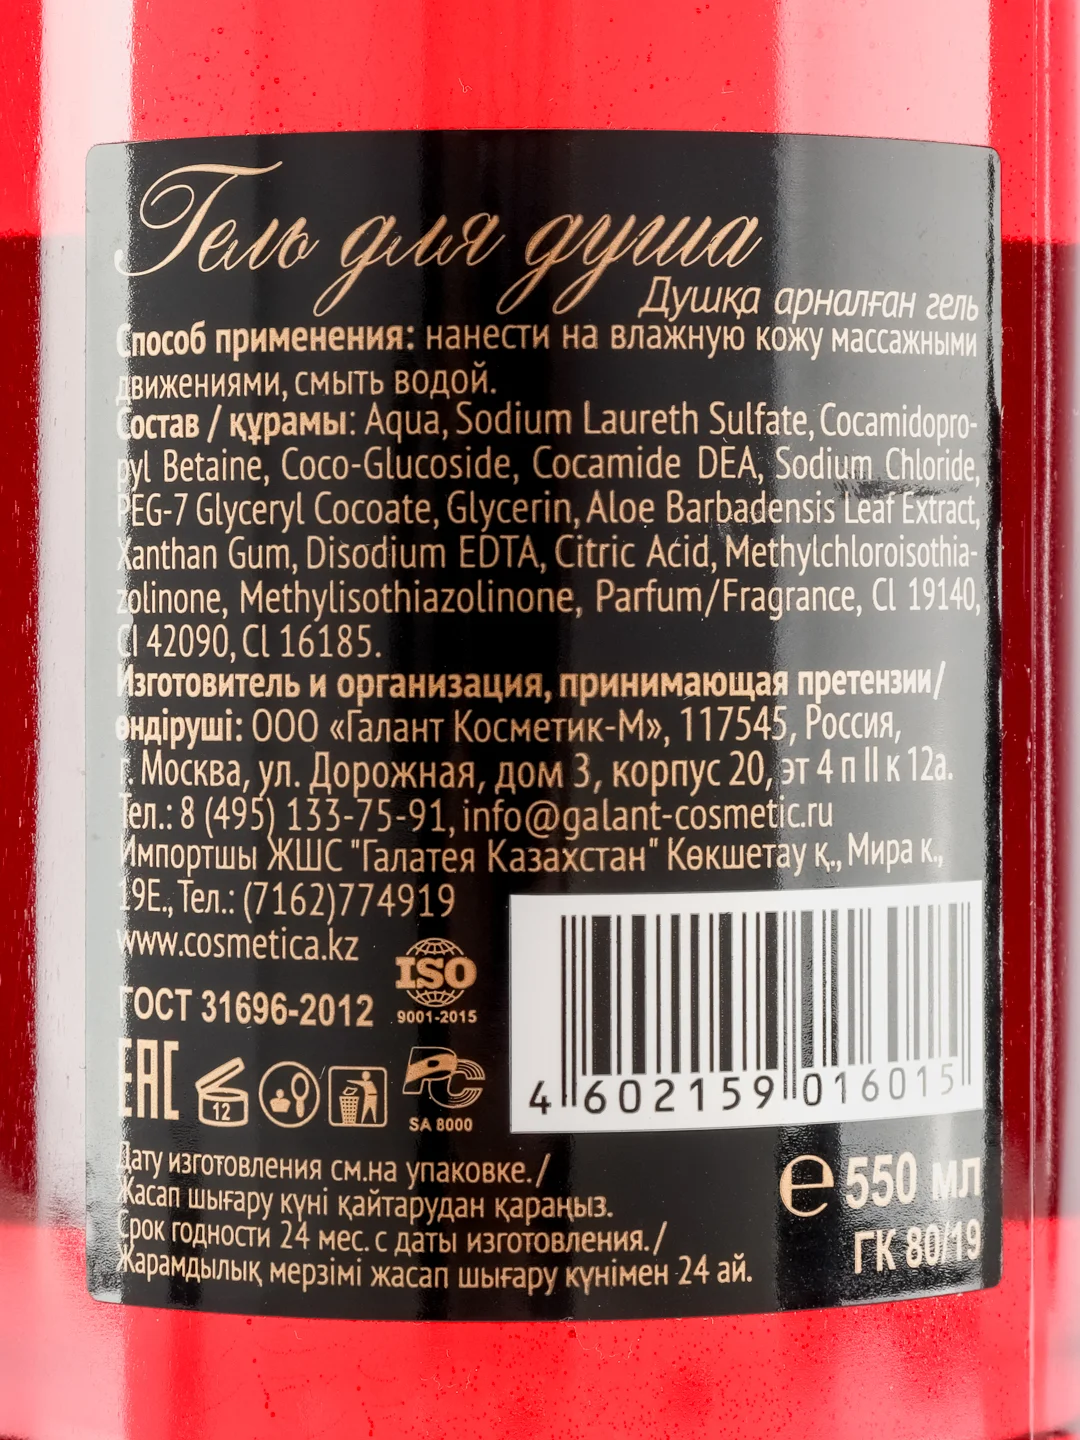 Гель для душа
Душқа арналған гель
Способ применения: нанести на влажную кожу массажными
движениями, смыть водой.
Состав / құрамы: Aqua, Sodium Laureth Sulfate, Cocamidopro-
pyl Betaine, Coco-Glucoside, Cocamide DEA, Sodium Chloride,
PEG-7 Glyceryl Cocoate, Glycerin, Aloe Barbadensis Leaf Extract,
Xanthan Gum, Disodium EDTA, Citric Acid, Methylchloroisothia-
zolinone, Methylisothiazolinone, Parfum/Fragrance, Cl 19140,
Cl 42090, Cl 16185.
Изготовитель и организация, принимающая претензии/
өндіруші: ООО «Галант Косметик-М», 117545, Россия,
г. Москва, ул. Дорожная, дом 3, корпус 20, эт 4 п II к 12а.
Тел.: 8 (495) 133-75-91, info@galant-cosmetic.ru
Импортшы ЖШС "Галатея Казахстан" Көкшетау қ., Мира к.,
19Е., Тел.: (7162)774919
www.cosmetica.kz
ISO
9001-2015
ГОСТ 31696-2012
EAC
12
РС
SA 8000
4 602159 016015
Дату изготовления см.на упаковке./
Жасап шығару күні қайтарудан қараңыз.
Срок годности 24 мес. с даты изготовления./
Жарамдылық мерзімі жасап шығару күнімен 24 ай.
℮ 550 мл
ГК 80/19